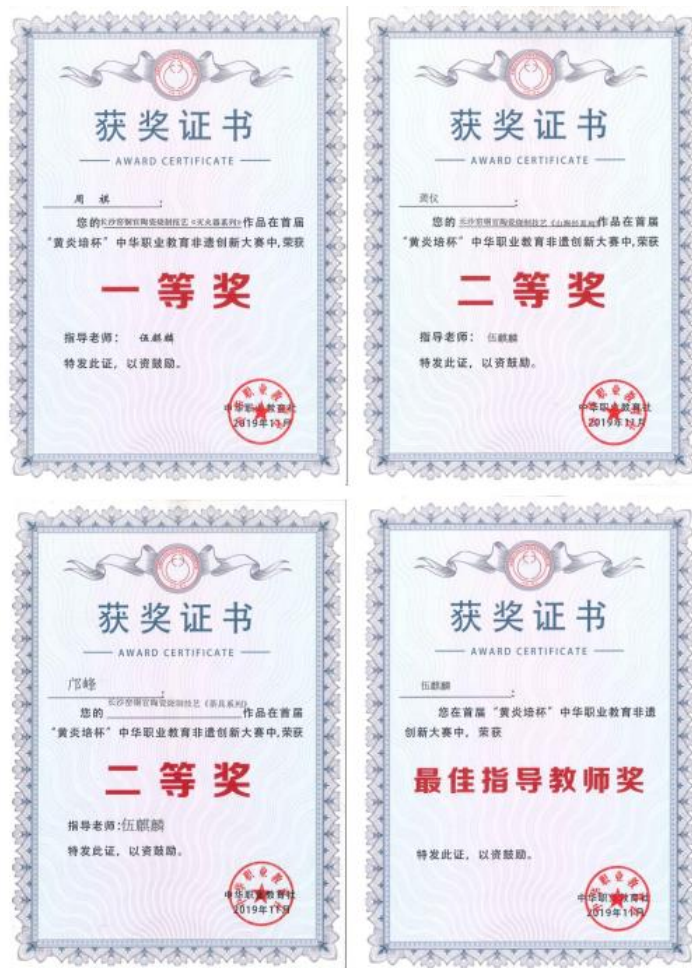 获奖证书
AWARD CERTIFICATE
周祺:
您的长沙窑铜官陶瓷烧制技艺《灭火器系列》作品在首届
“黄炎培杯”中华职业教育非遗创新大赛中,荣获
一等奖
指导老师: 伍麒麟
特发此证, 以资鼓励。
中华职业教育社
2019年11月
获奖证书
AWARD CERTIFICATE
龚仪:
您的长沙窑铜官陶瓷烧制技艺《山海经系列》作品在首届
“黄炎培杯”中华职业教育非遗创新大赛中,荣获
二等奖
指导老师: 伍麒麟
特发此证, 以资鼓励。
中华职业教育社
2019年11月
获奖证书
AWARD CERTIFICATE
邝峰:
您的长沙窑铜官陶瓷烧制技艺《茶具系列》作品在首届
“黄炎培杯”中华职业教育非遗创新大赛中,荣获
二等奖
指导老师:伍麒麟
特发此证, 以资鼓励。
中华职业教育社
2019年11月
获奖证书
AWARD CERTIFICATE
伍麒麟:
您在首届“黄炎培杯”中华职业教育非遗
创新大赛中, 荣获
最佳指导教师奖
特发此证, 以资鼓励。
中华职业教育社
2019年11月